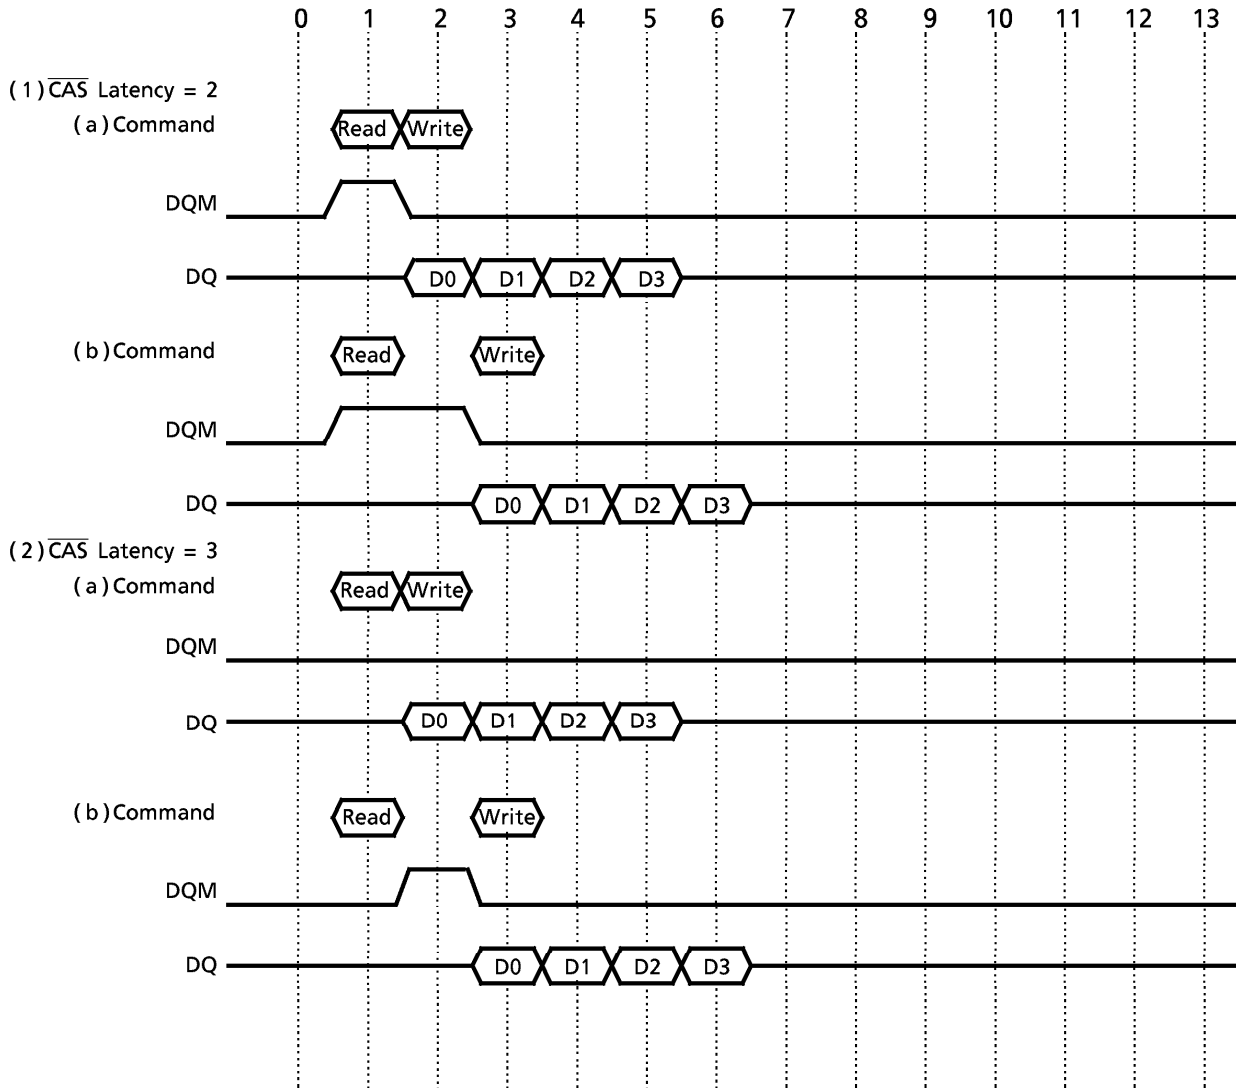 0 1 2 3 4 5 6 7 8 9 10 11 12 13
(1) CAS Latency = 2
(a) Command Read Write
DQM
DQ D0 D1 D2 D3
(b) Command Read Write
DQM
DQ D0 D1 D2 D3
(2) CAS Latency = 3
(a) Command Read Write
DQM
DQ D0 D1 D2 D3
(b) Command Read Write
DQM
DQ D0 D1 D2 D3